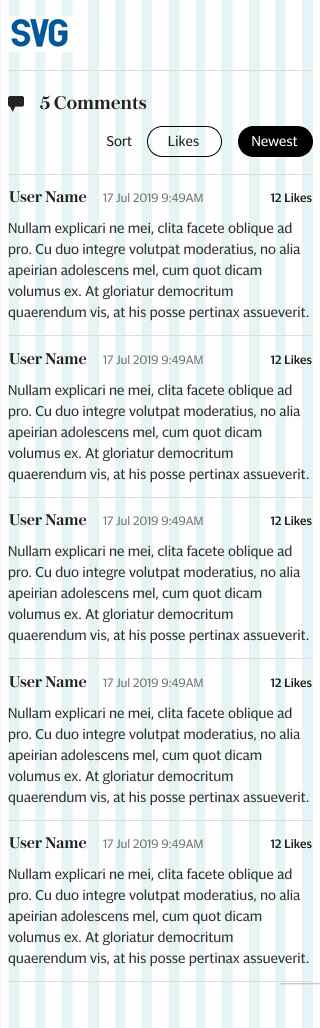 SVG
5 Comments
Sort Likes Newest
User Name 17 Jul 2019 9:49AM 12 Likes
Nullam explicari ne mei, clita facete oblique ad
pro. Cu duo integre volutpat moderatius, no alia
apeirian adolescens mel, cum quot dicam
volumus ex. At gloriatur democritum
quaerendum vis, at his posse pertinax assueverit.
User Name 17 Jul 2019 9:49AM 12 Likes
Nullam explicari ne mei, clita facete oblique ad
pro. Cu duo integre volutpat moderatius, no alia
apeirian adolescens mel, cum quot dicam
volumus ex. At gloriatur democritum
quaerendum vis, at his posse pertinax assueverit.
User Name 17 Jul 2019 9:49AM 12 Likes
Nullam explicari ne mei, clita facete oblique ad
pro. Cu duo integre volutpat moderatius, no alia
apeirian adolescens mel, cum quot dicam
volumus ex. At gloriatur democritum
quaerendum vis, at his posse pertinax assueverit.
User Name 17 Jul 2019 9:49AM 12 Likes
Nullam explicari ne mei, clita facete oblique ad
pro. Cu duo integre volutpat moderatius, no alia
apeirian adolescens mel, cum quot dicam
volumus ex. At gloriatur democritum
quaerendum vis, at his posse pertinax assueverit.
User Name 17 Jul 2019 9:49AM 12 Likes
Nullam explicari ne mei, clita facete oblique ad
pro. Cu duo integre volutpat moderatius, no alia
apeirian adolescens mel, cum quot dicam
volumus ex. At gloriatur democritum
quaerendum vis, at his posse pertinax assueverit.